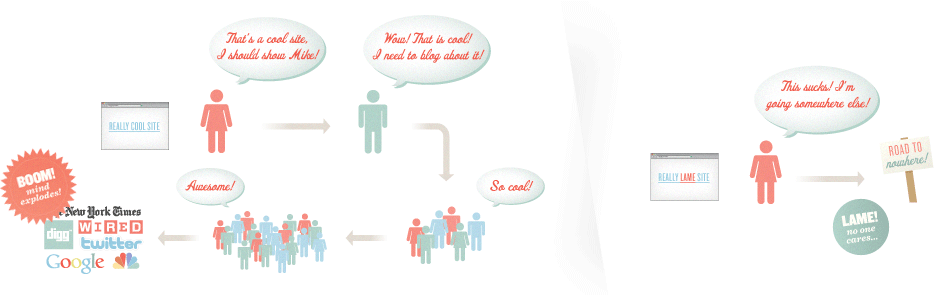 That's a cool site,
I should show Mike!
Wow! That is cool!
I need to blog about it!
REALLY COOL SITE
Awesome!
So cool!
BOOM!
mind
explodes!
New York Times
digg
WIRED
twitter
Google
This sucks! I'm
going somewhere else!
REALLY LAME SITE
ROAD TO
nowhere!
LAME!
no one
cares...